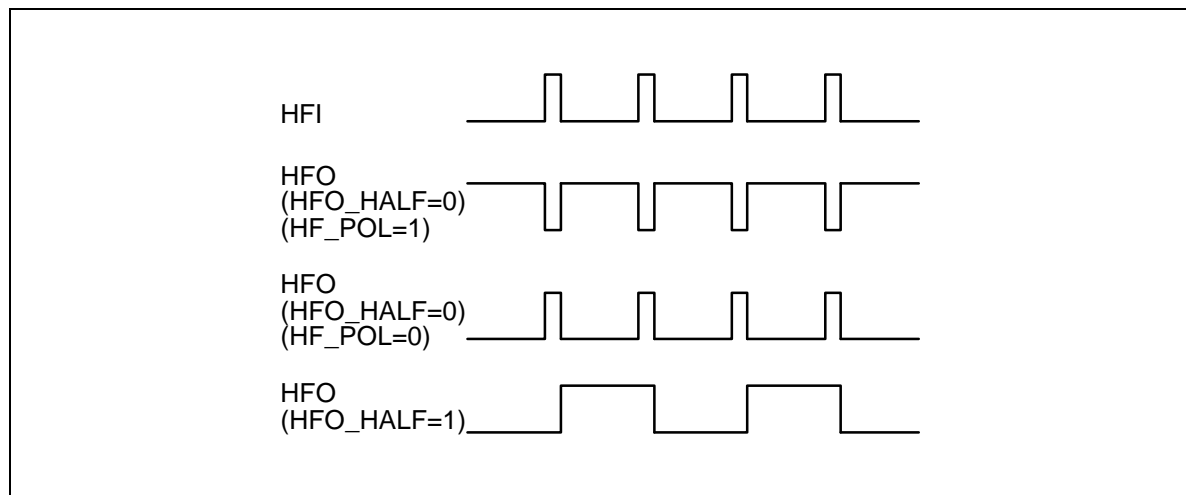 HFI
HFO
(HFO_HALF=0)
(HF_POL=1)
HFO
(HFO_HALF=0)
(HF_POL=0)
HFO
(HFO_HALF=1)